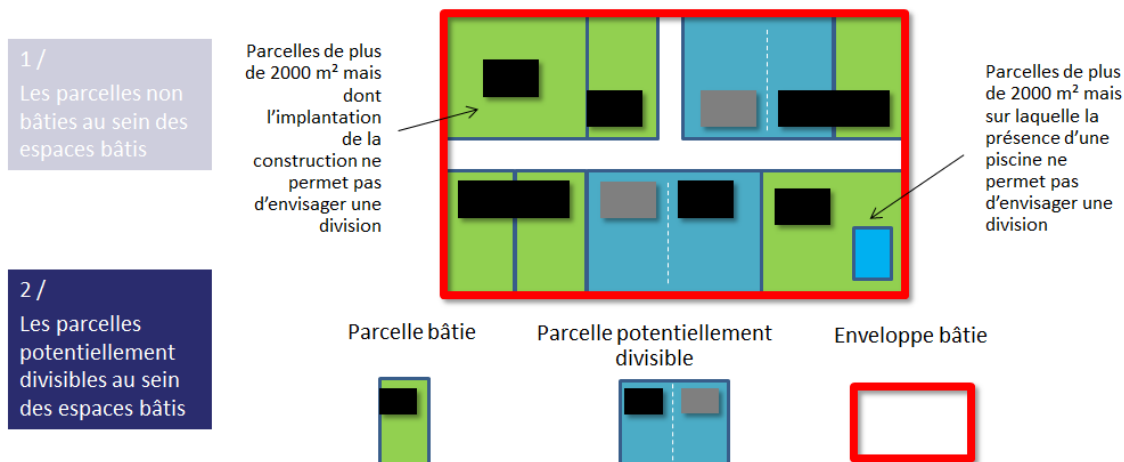 1 /
Les parcelles non
bâties au sein des
espaces bâtis
Parcelles de plus
de 2000 m² mais
dont
l'implantation
de la
construction ne
permet pas
d'envisager une
division
Parcelles de plus
de 2000 m² mais
sur laquelle la
présence d'une
piscine ne
permet pas
d'envisager une
division
2 /
Les parcelles
potentiellement
divisibles au sein
des espaces bâtis
Parcelle bâtie
Parcelle potentiellement
divisible
Enveloppe bâtie